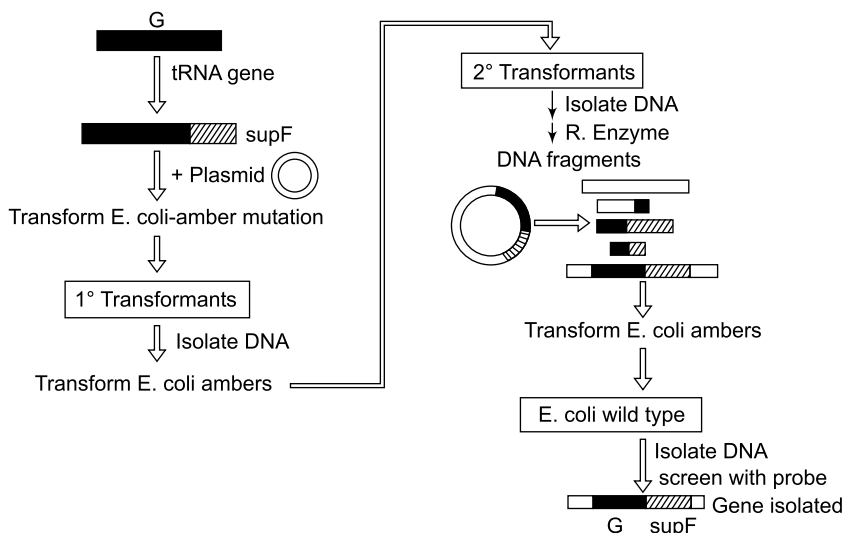 G
tRNA gene
supF
+ Plasmid
Transform E. coli-amber mutation
1° Transformants
Isolate DNA
Transform E. coli ambers
2° Transformants
Isolate DNA
R. Enzyme
DNA fragments
Transform E. coli ambers
E. coli wild type
Isolate DNA
screen with probe
Gene isolated
G supF